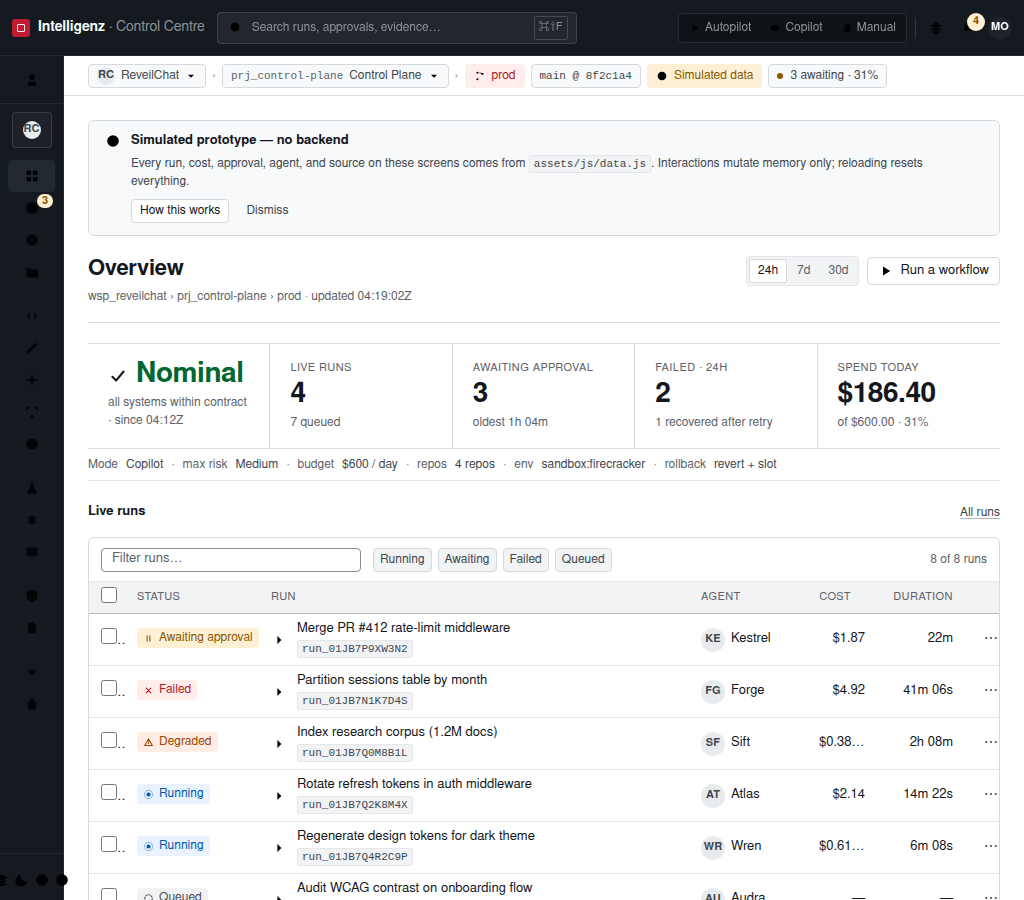 Intelligenz · Control Centre
Search runs, approvals, evidence…
⌘⇧F
Autopilot
Copilot
Manual
4
MO
RC ReveilChat
prj_control-plane Control Plane
prod
main @ 8f2c1a4
Simulated data
3 awaiting · 31%
RC
3
Simulated prototype — no backend
Every run, cost, approval, agent, and source on these screens comes from assets/js/data.js. Interactions mutate memory only; reloading resets
everything.
How this works
Dismiss
Overview
wsp_reveilchat › prj_control-plane › prod · updated 04:19:02Z
24h
7d
30d
Run a workflow
Nominal
all systems within contract
· since 04:12Z
LIVE RUNS
4
7 queued
AWAITING APPROVAL
3
oldest 1h 04m
FAILED · 24H
2
1 recovered after retry
SPEND TODAY
$186.40
of $600.00 · 31%
Mode Copilot · max risk Medium · budget $600 / day · repos 4 repos · env sandbox:firecracker · rollback revert + slot
Live runs
All runs
Filter runs…
Running
Awaiting
Failed
Queued
8 of 8 runs
STATUS RUN AGENT COST DURATION
Awaiting approval Merge PR #412 rate-limit middleware KE Kestrel $1.87 22m …
run_01JB7P9XW3N2
Failed Partition sessions table by month FG Forge $4.92 41m 06s …
run_01JB7N1K7D4S
Degraded Index research corpus (1.2M docs) SF Sift $0.38… 2h 08m …
run_01JB7Q0M8B1L
Running Rotate refresh tokens in auth middleware AT Atlas $2.14 14m 22s …
run_01JB7Q2K8M4X
Running Regenerate design tokens for dark theme WR Wren $0.61… 6m 08s …
run_01JB7Q4R2C9P
Queued Audit WCAG contrast on onboarding flow AU Audra — — …